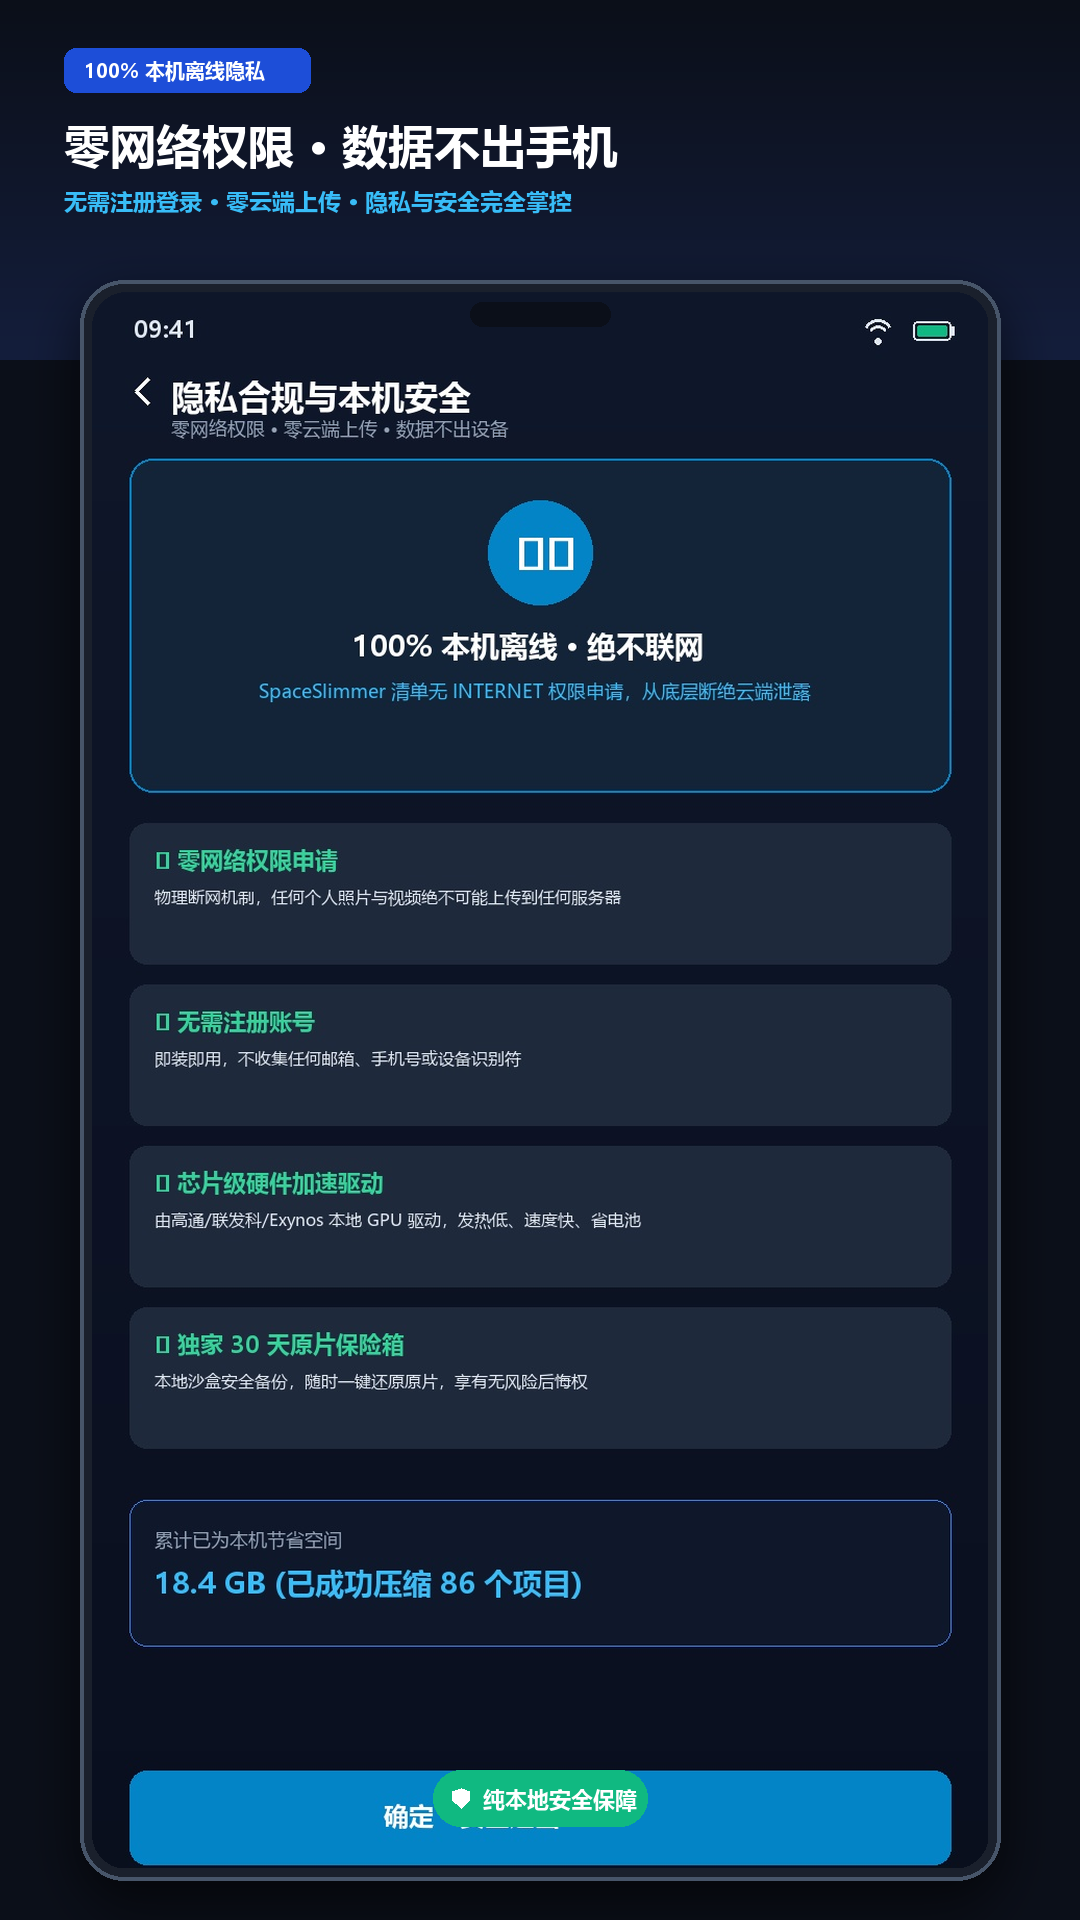 100% 本机离线隐私
零网络权限 • 数据不出手机
无需注册登录 • 零云端上传 • 隐私与安全完全掌控
09:41
隐私合规与本机安全
零网络权限 • 零云端上传 • 数据不出设备
100% 本机离线 • 绝不联网
SpaceSlimmer 清单无 INTERNET 权限申请，从底层断绝云端泄露
零网络权限申请
物理断网机制，任何个人照片与视频绝不可能上传到任何服务器
无需注册账号
即装即用，不收集任何邮箱、手机号或设备识别符
芯片级硬件加速驱动
由高通/联发科/Exynos 本地 GPU 驱动，发热低、速度快、省电池
独家 30 天原片保险箱
本地沙盒安全备份，随时一键还原原片，享有无风险后悔权
累计已为本机节省空间
18.4 GB (已成功压缩 86 个项目)
确定
纯本地安全保障